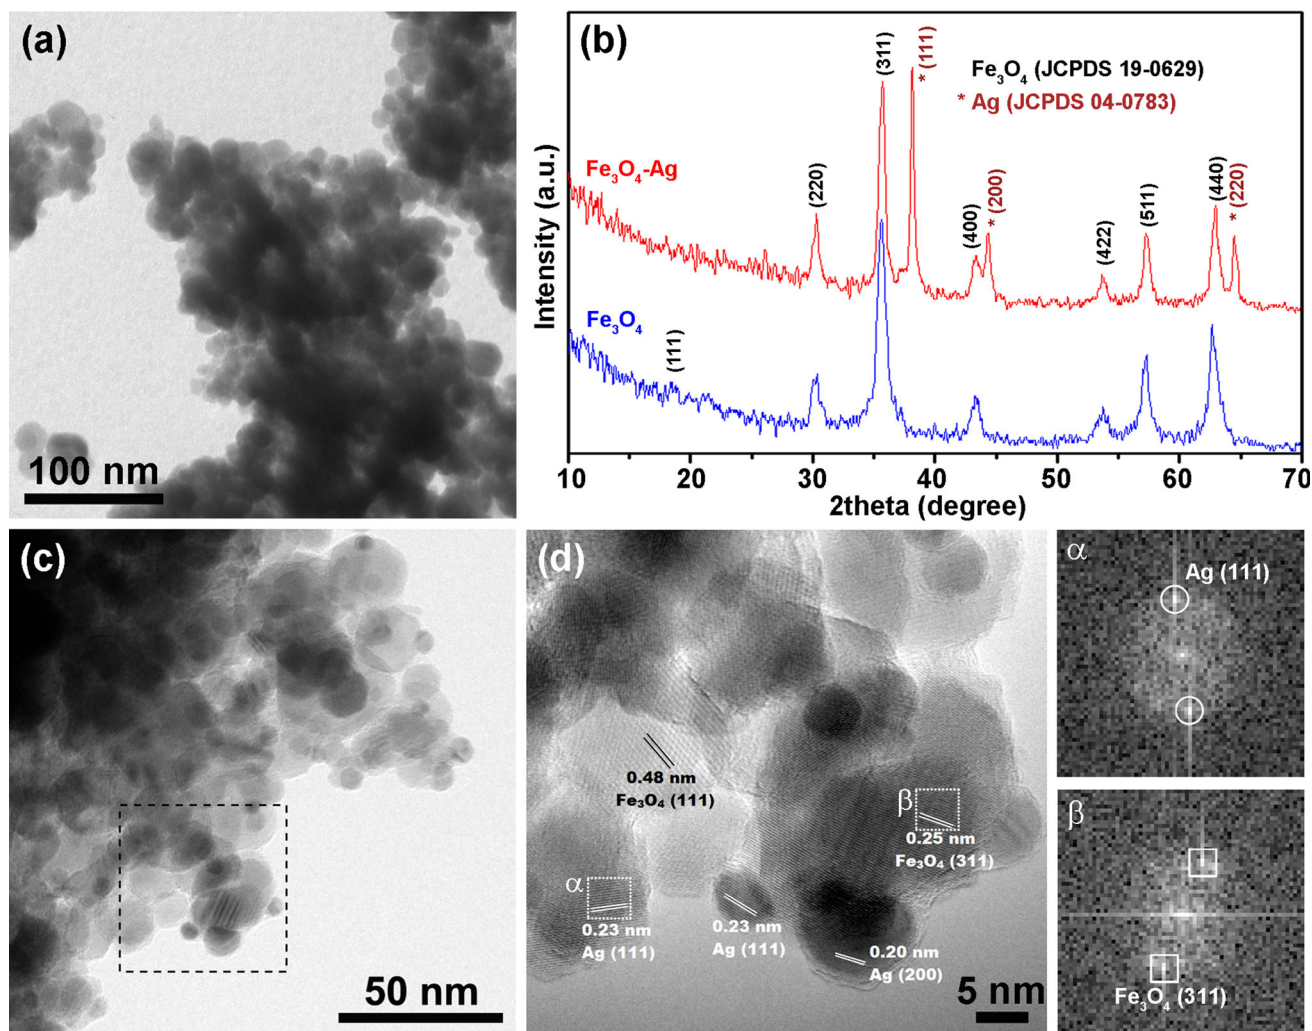 (a)
100 nm
(b)
Fe₃O₄ (JCPDS 19-0629)
* Ag (JCPDS 04-0783)
Fe₃O₄-Ag
(220)
(311)
* (111)
(400)
* (200)
(422)
(511)
(440)
* (220)
Fe₃O₄
(111)
Intensity (a.u.)
10 20 30 40 50 60 70
2theta (degree)
(c)
50 nm
(d)
0.48 nm
Fe₃O₄ (111)
β
0.25 nm
Fe₃O₄ (311)
α
0.23 nm
Ag (111)
0.23 nm
Ag (111)
0.20 nm
Ag (200)
5 nm
α
Ag (111)
β
Fe₃O₄ (311)